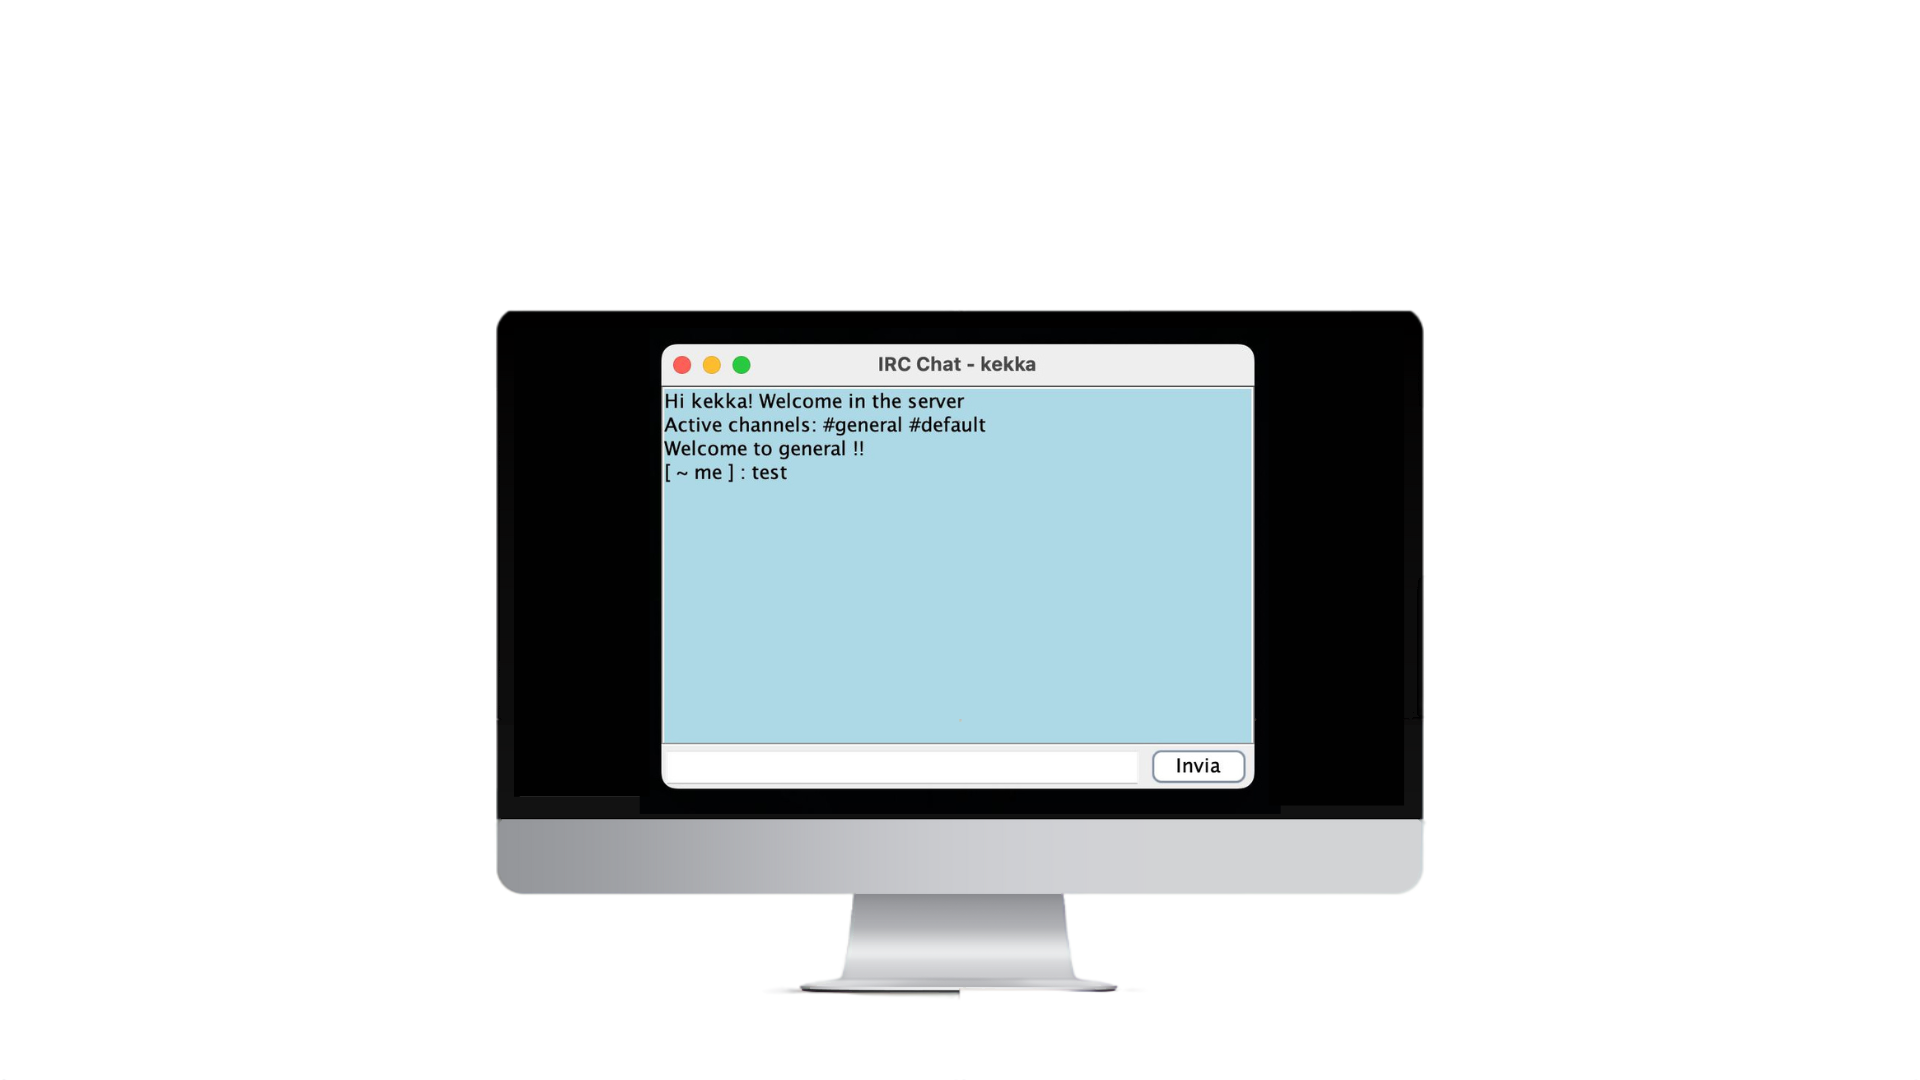 IRC Chat - kekka
Hi kekka! Welcome in the server
Active channels: #general #default
Welcome to general !!
[ ~ me ] : test
Invia